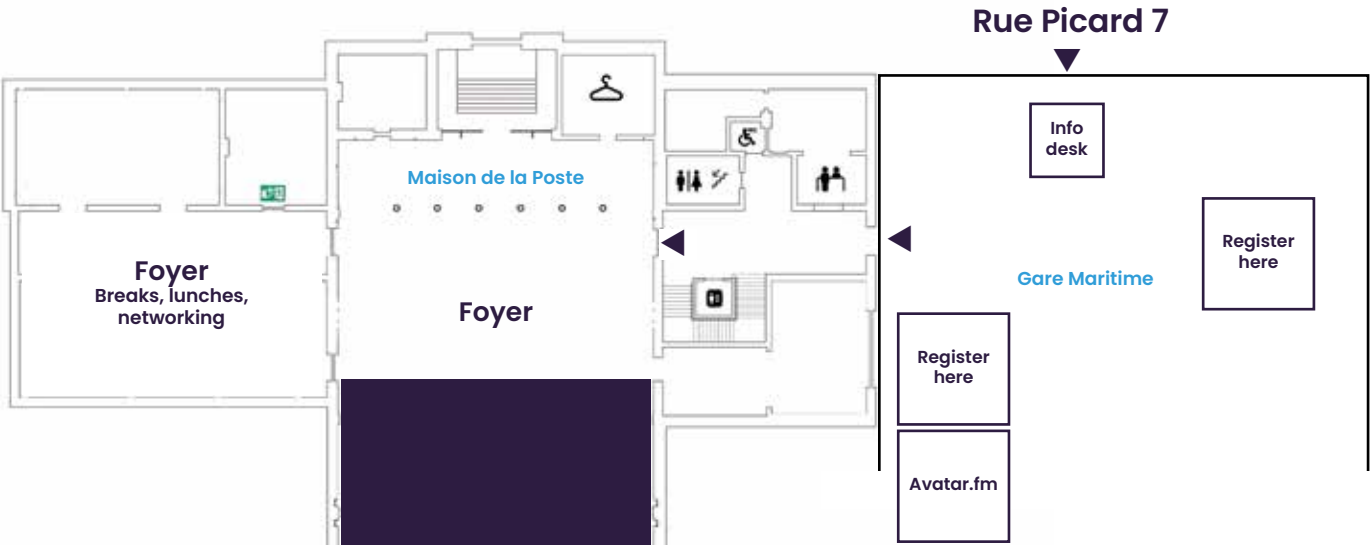 Rue Picard 7
Info
desk
Maison de la Poste
Register
here
Foyer
Breaks, lunches,
networking
Foyer
Gare Maritime
Register
here
Avatar.fm